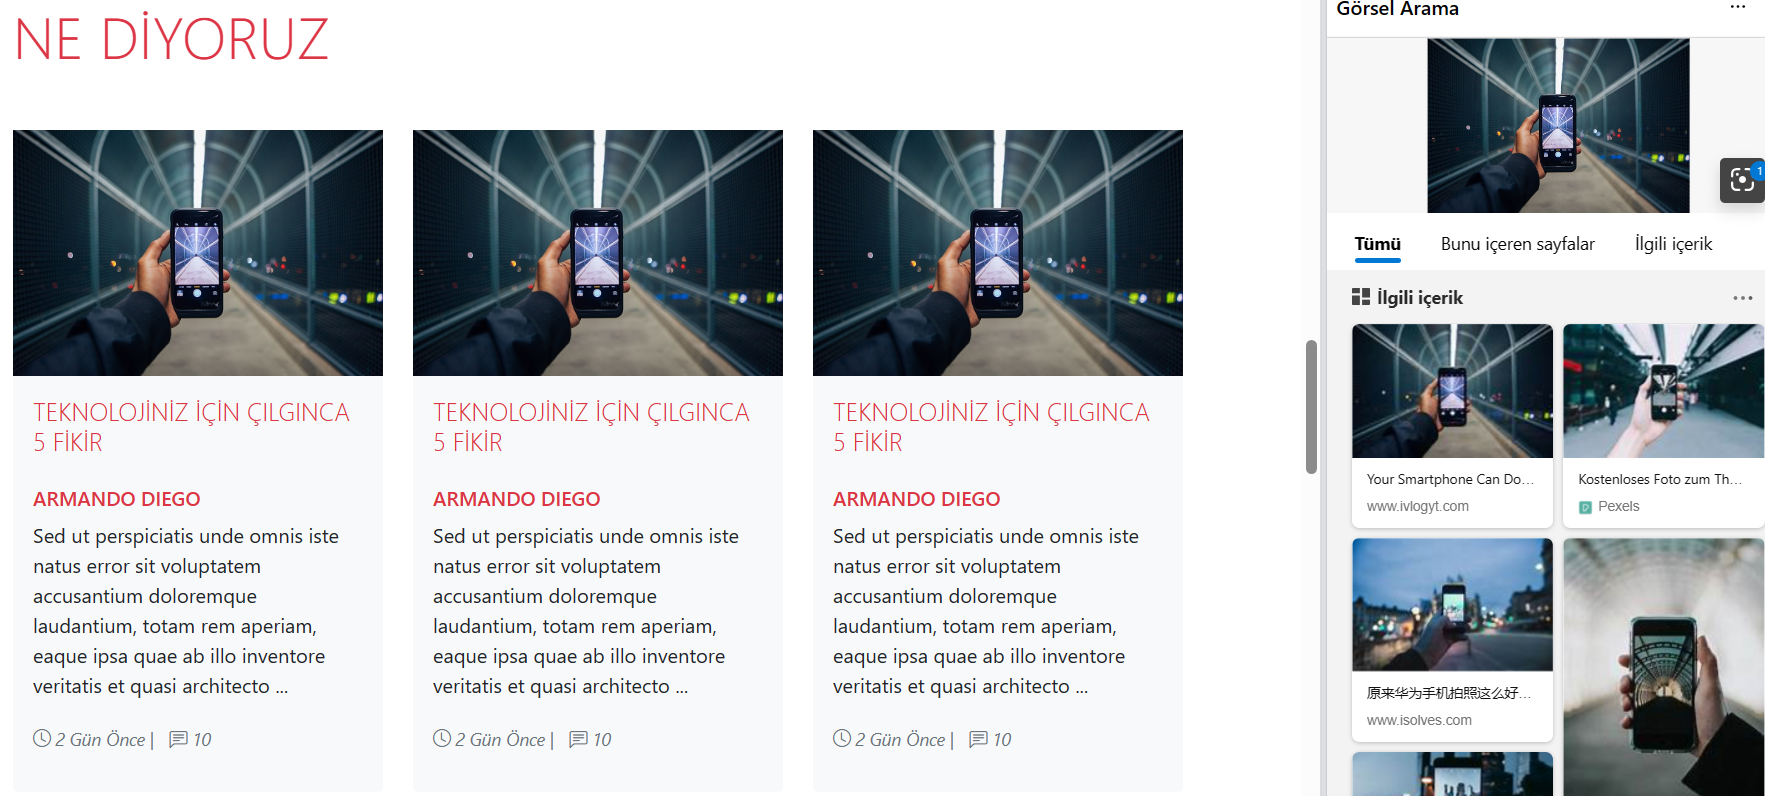 NE DİYORUZ
TEKNOLOJİNİZ İÇİN ÇILGINCA
5 FİKİR
ARMANDO DIEGO
Sed ut perspiciatis unde omnis iste
natus error sit voluptatem
accusantium doloremque
laudantium, totam rem aperiam,
eaque ipsa quae ab illo inventore
veritatis et quasi architecto ...
2 Gün Önce | 10
TEKNOLOJİNİZ İÇİN ÇILGINCA
5 FİKİR
ARMANDO DIEGO
Sed ut perspiciatis unde omnis iste
natus error sit voluptatem
accusantium doloremque
laudantium, totam rem aperiam,
eaque ipsa quae ab illo inventore
veritatis et quasi architecto ...
2 Gün Önce | 10
TEKNOLOJİNİZ İÇİN ÇILGINCA
5 FİKİR
ARMANDO DIEGO
Sed ut perspiciatis unde omnis iste
natus error sit voluptatem
accusantium doloremque
laudantium, totam rem aperiam,
eaque ipsa quae ab illo inventore
veritatis et quasi architecto ...
2 Gün Önce | 10
Görsel Arama
1
Tümü Bunu içeren sayfalar İlgili içerik
İlgili içerik
Your Smartphone Can Do...
www.ivlogyt.com
Kostenloses Foto zum Th...
Pexels
原来华为手机拍照这么好...
www.isolves.com